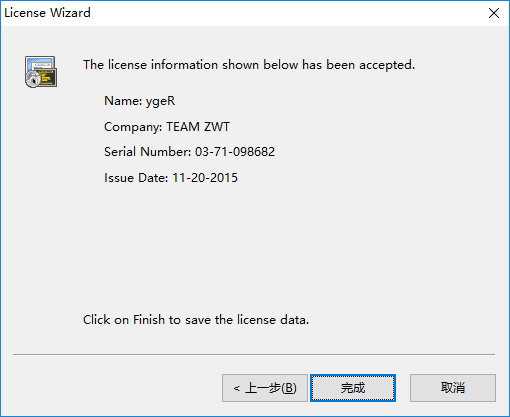 License Wizard
The license information shown below has been accepted.
Name: ygeR
Company: TEAM ZWT
Serial Number: 03-71-098682
Issue Date: 11-20-2015
Click on Finish to save the license data.
< 上一步(B) 完成 取消